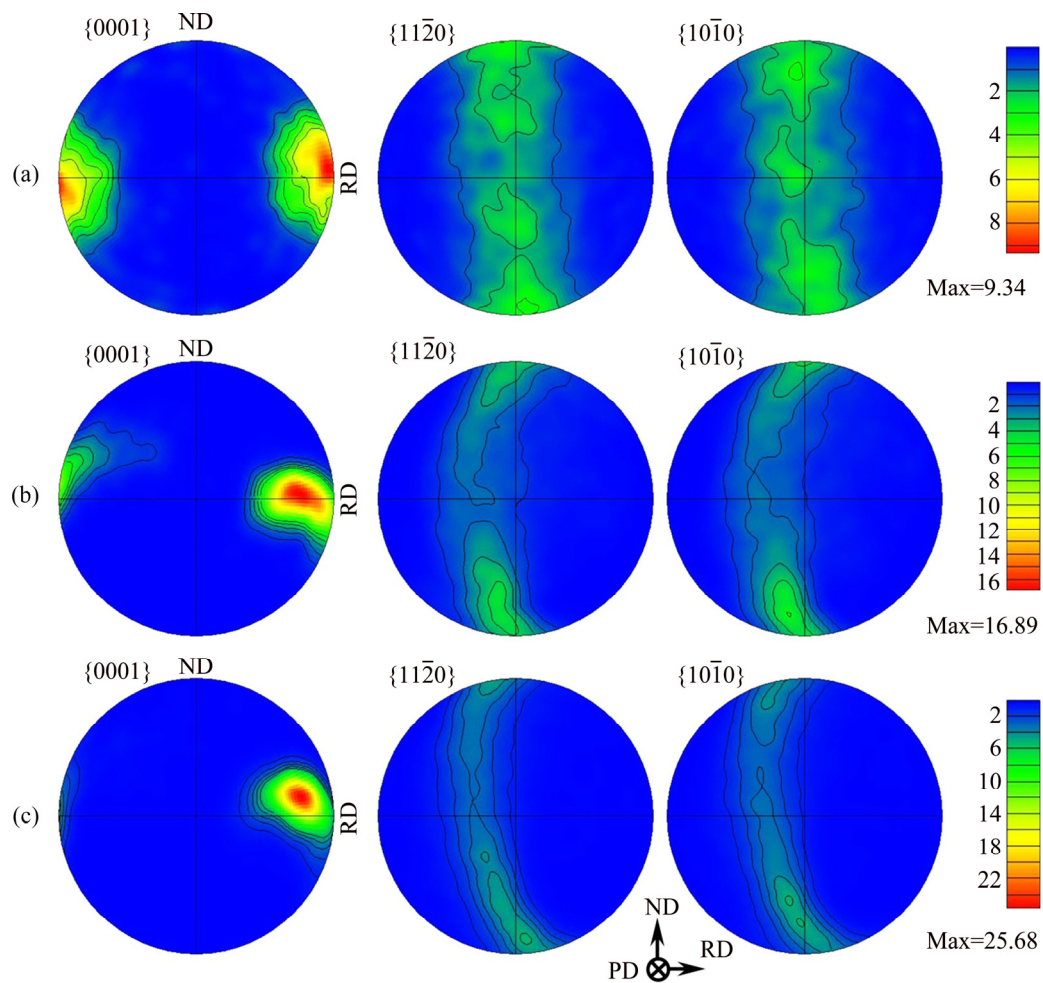 {0001} ND {112̅0} {101̅0}
2
4
(a) RD 6
8
Max=9.34
{0001} ND {112̅0} {101̅0}
2
4
6
8
(b) RD 10
12
14
16
Max=16.89
{0001} ND {112̅0} {101̅0}
2
6
10
(c) RD 14
18
22
ND
PD RD
Max=25.68